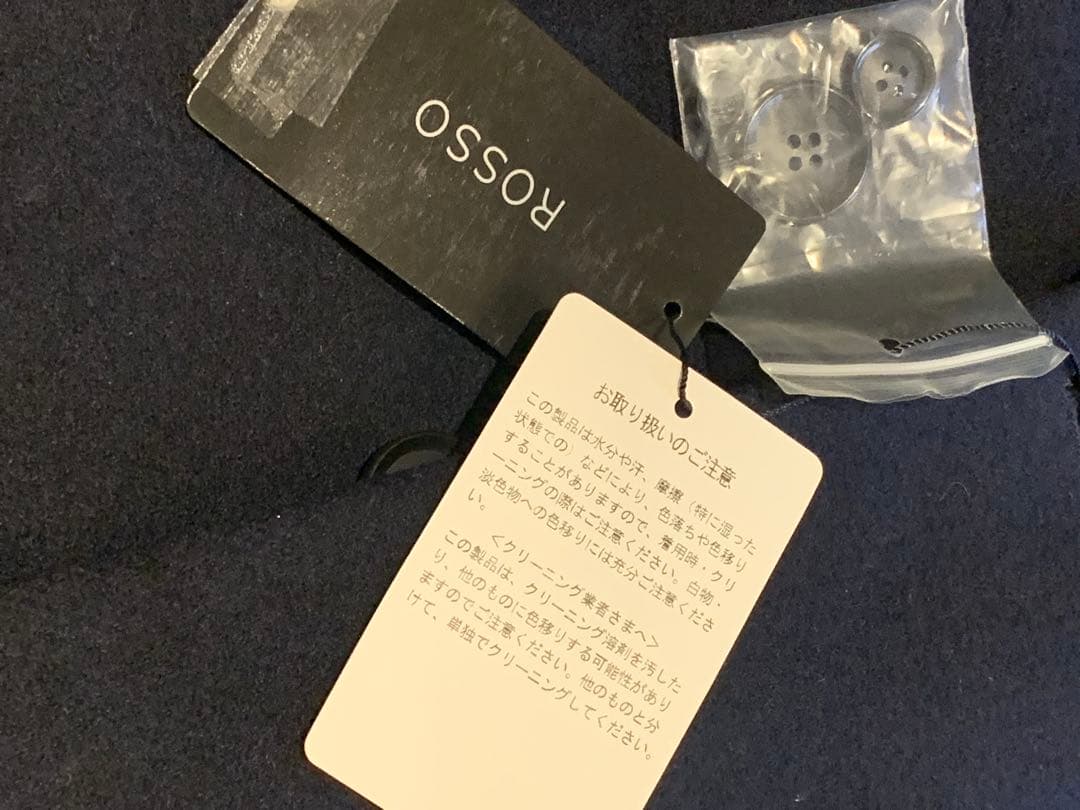 ROSSO
お取り扱いのご注意
この製品は水分や汗、摩擦（特に湿った
状態での）などにより、色落ちや色移り
することがありますので、着用時・クリ
ーニングの際はご注意ください。白物・
淡色物への色移りには充分ご注意くださ
い。
＜クリーニング業者さまへ＞
この製品は、クリーニング溶剤を汚した
り、他のものに色移りする可能性があり
ますのでご注意ください。他のものと分
けて、単独でクリーニングしてください。